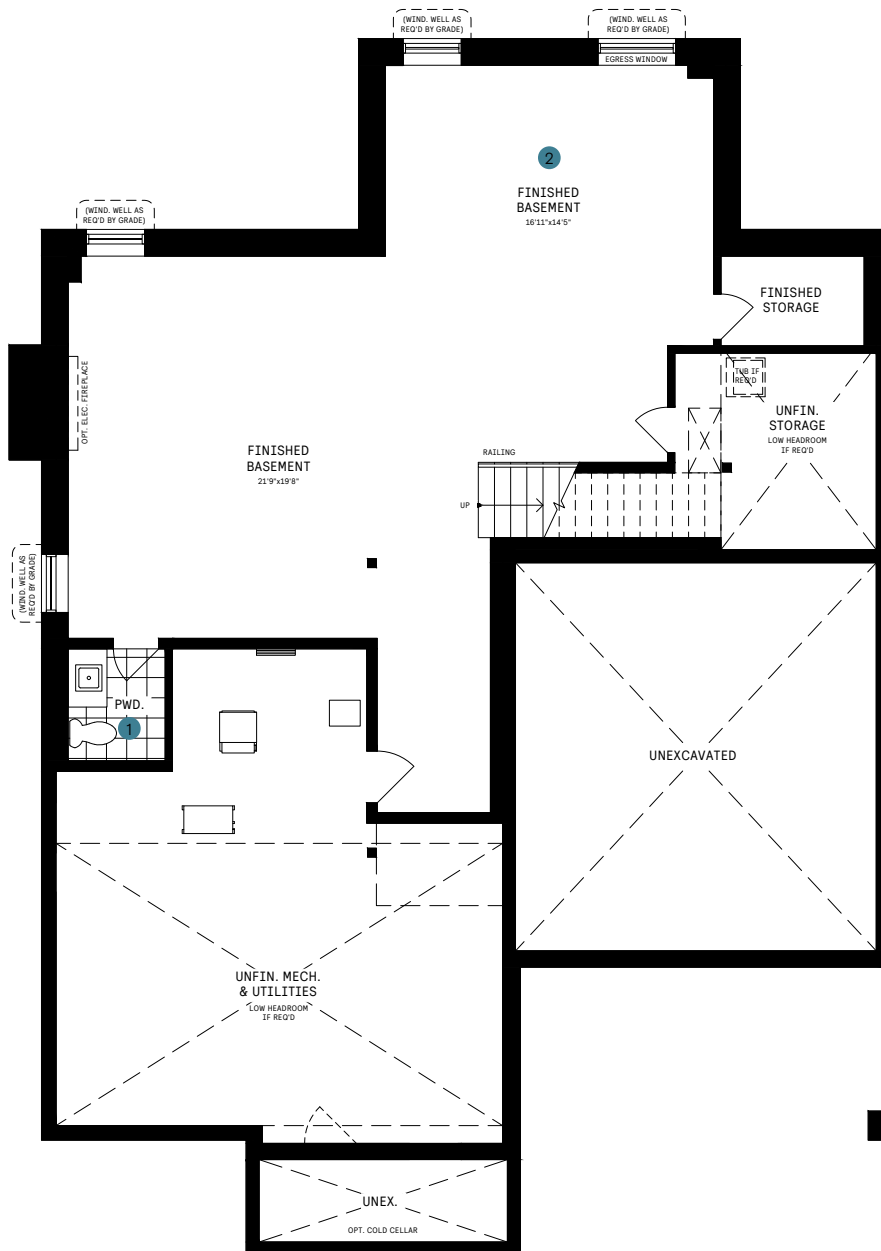 (WIND. WELL AS
REQ'D BY GRADE)
(WIND. WELL AS
REQ'D BY GRADE)
EGRESS WINDOW
2
FINISHED
BASEMENT
16'11"x14'5"
(WIND. WELL AS
REQ'D BY GRADE)
FINISHED
STORAGE
OPT. ELEC. FIREPLACE
TUB IF
REQ'D
UNFIN.
STORAGE
LOW HEADROOM
IF REQ'D
FINISHED
BASEMENT
21'9"x19'8"
RAILING
UP
(WIND. WELL AS
REQ'D BY GRADE)
PWD.
1
UNEXCAVATED
UNFIN. MECH.
& UTILITIES
LOW HEADROOM
IF REQ'D
UNEX.
OPT. COLD CELLAR